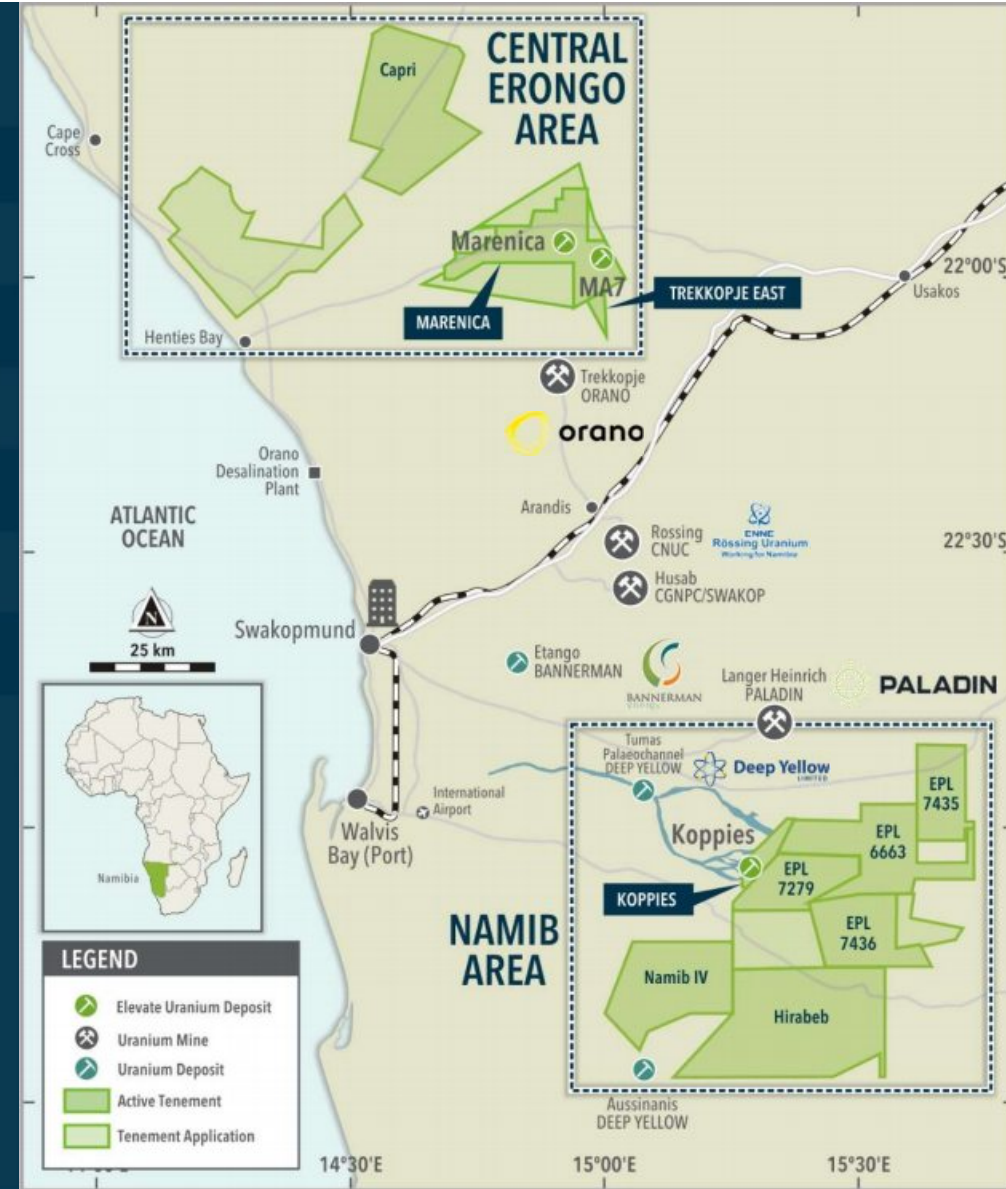 CENTRAL
ERONGO
AREA
Capri
Cape
Cross
Marenica
MA7
TREKKOPJE EAST
MARENICA
22°00'S
Usakos
Henties Bay
Trekkopje
ORANO
orano
Orano
Desalination
Plant
Arandis
ATLANTIC
OCEAN
Rossing
CNUC
Rössing Uranium
Working for Namibia
22°30'S
Husab
CGNPC/SWAKOP
N
25 km
Swakopmund
Etango
BANNERMAN
BANNERMAN
Langer Heinrich
PALADIN
PALADIN
Tumas
Palaeochannel
DEEP YELLOW
Deep Yellow
LIMITED
EPL
7435
International
Airport
Walvis
Bay (Port)
Koppies
EPL
6663
EPL
7279
KOPPIES
EPL
7436
Namibia
NAMIB
AREA
Namib IV
Hirabeb
LEGEND
Elevate Uranium Deposit
Uranium Mine
Uranium Deposit
Active Tenement
Tenement Application
Aussinanis
DEEP YELLOW
14°30'E
15°00'E
15°30'E